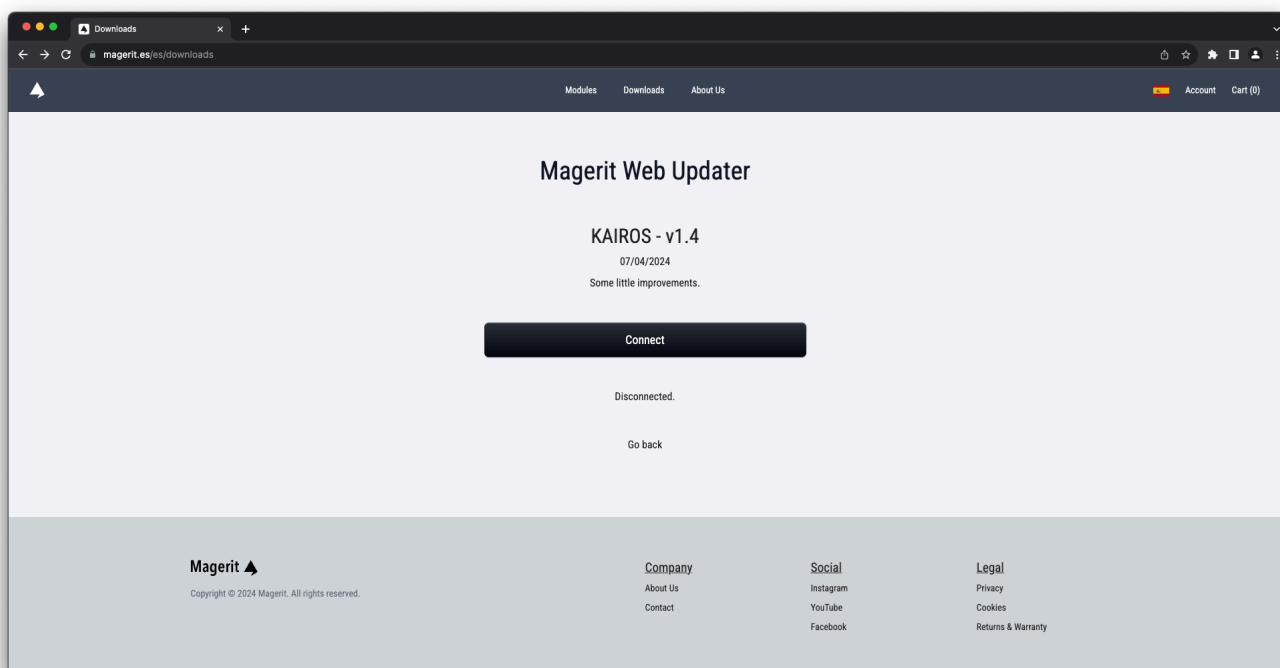 Downloads
magerit.es/es/downloads
Modules Downloads About Us Account Cart (0)
Magerit Web Updater
KAIROS - v1.4
07/04/2024
Some little improvements.
Connect
Disconnected.
Go back
Magerit
Copyright © 2024 Magerit. All rights reserved.
Company
About Us
Contact
Social
Instagram
YouTube
Facebook
Legal
Privacy
Cookies
Returns & Warranty